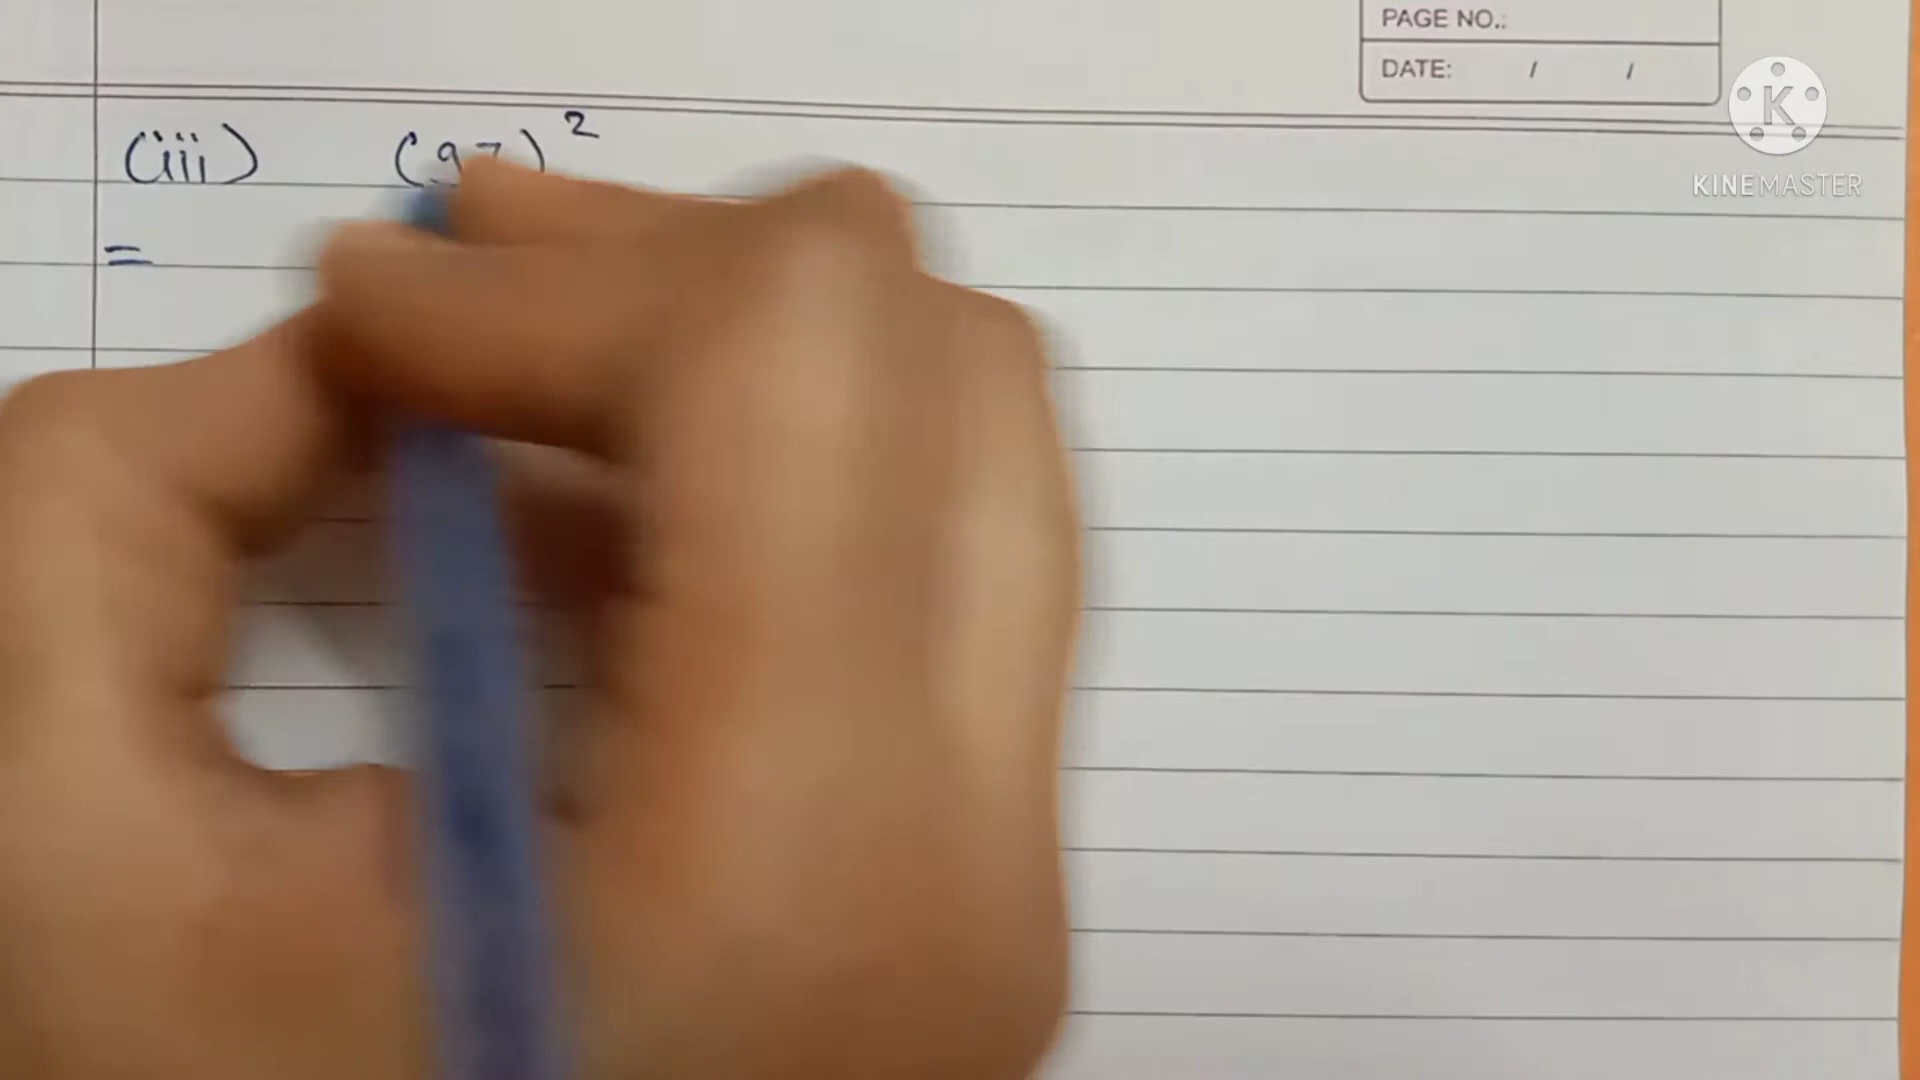 PAGE NO.:
DATE: / /
KINEMASTER
(iii) (97)²
=